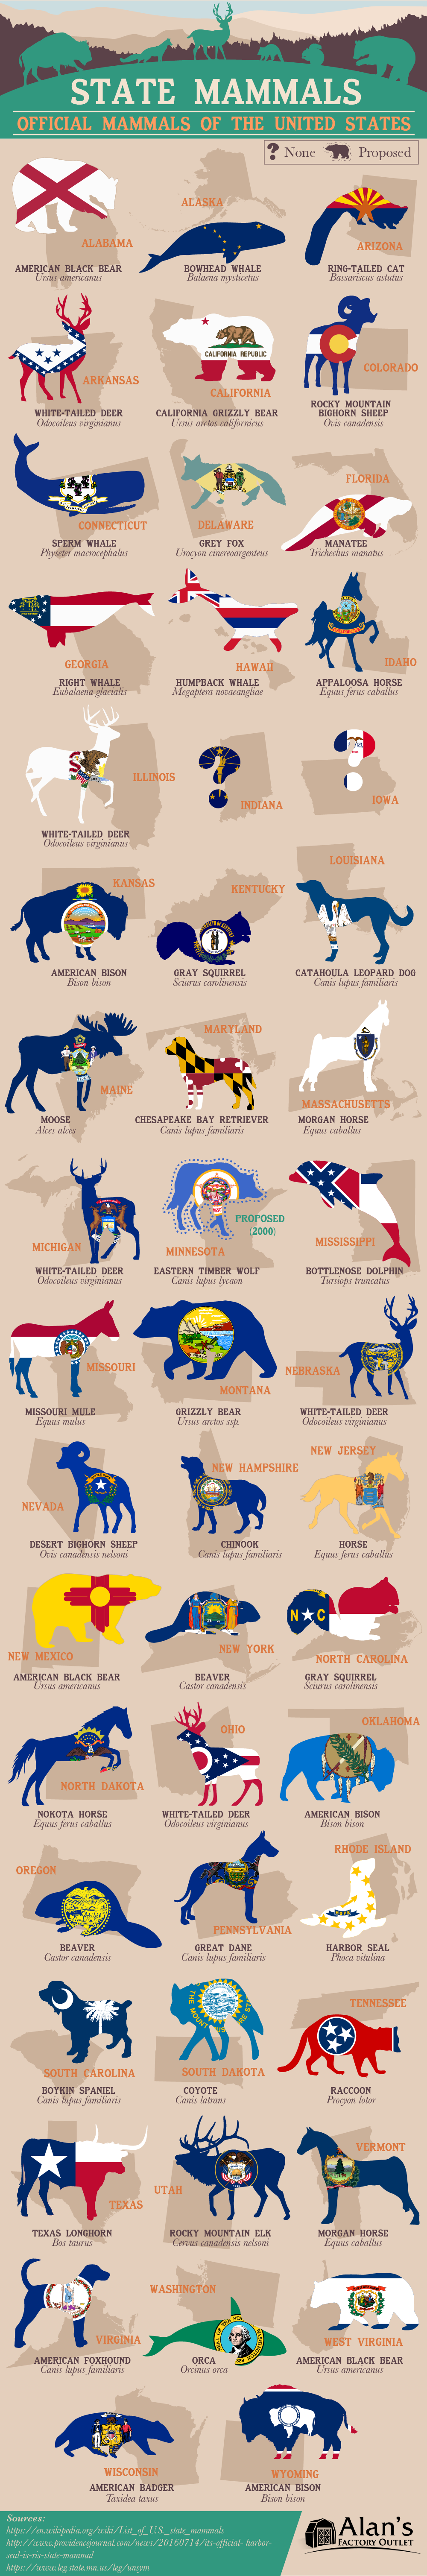 STATE MAMMALS
OFFICIAL MAMMALS OF THE UNITED STATES
? None Proposed
ALABAMA
AMERICAN BLACK BEAR
Ursus americanus
ALASKA
BOWHEAD WHALE
Balaena mysticetus
ARIZONA
RING-TAILED CAT
Bassariscus astutus
ARKANSAS
WHITE-TAILED DEER
Odocoileus virginianus
CALIFORNIA REPUBLIC
CALIFORNIA
CALIFORNIA GRIZZLY BEAR
Ursus arctos californicus
COLORADO
ROCKY MOUNTAIN
BIGHORN SHEEP
Ovis canadensis
CONNECTICUT
SPERM WHALE
Physeter macrocephalus
DELAWARE
GREY FOX
Urocyon cinereoargenteus
FLORIDA
MANATEE
Trichechus manatus
GEORGIA
RIGHT WHALE
Eubalaena glacialis
HAWAII
HUMPBACK WHALE
Megaptera novaeangliae
IDAHO
APPALOOSA HORSE
Equus ferus caballus
ILLINOIS
WHITE-TAILED DEER
Odocoileus virginianus
INDIANA
IOWA
KANSAS
AMERICAN BISON
Bison bison
KENTUCKY
GRAY SQUIRREL
Sciurus carolinensis
LOUISIANA
CATAHOULA LEOPARD DOG
Canis lupus familiaris
MAINE
MOOSE
Alces alces
MARYLAND
CHESAPEAKE BAY RETRIEVER
Canis lupus familiaris
MASSACHUSETTS
MORGAN HORSE
Equus caballus
MICHIGAN
WHITE-TAILED DEER
Odocoileus virginianus
PROPOSED
(2000)
MINNESOTA
EASTERN TIMBER WOLF
Canis lupus lycaon
MISSISSIPPI
BOTTLENOSE DOLPHIN
Tursiops truncatus
MISSOURI
MISSOURI MULE
Equus mulus
MONTANA
GRIZZLY BEAR
Ursus arctos ssp.
NEBRASKA
WHITE-TAILED DEER
Odocoileus virginianus
NEVADA
DESERT BIGHORN SHEEP
Ovis canadensis nelsoni
NEW HAMPSHIRE
CHINOOK
Canis lupus familiaris
NEW JERSEY
HORSE
Equus ferus caballus
NEW MEXICO
AMERICAN BLACK BEAR
Ursus americanus
NEW YORK
BEAVER
Castor canadensis
N C
NORTH CAROLINA
GRAY SQUIRREL
Sciurus carolinensis
NORTH DAKOTA
NOKOTA HORSE
Equus ferus caballus
OHIO
WHITE-TAILED DEER
Odocoileus virginianus
OKLAHOMA
AMERICAN BISON
Bison bison
OREGON
BEAVER
Castor canadensis
PENNSYLVANIA
GREAT DANE
Canis lupus familiaris
RHODE ISLAND
HARBOR SEAL
Phoca vitulina
SOUTH CAROLINA
BOYKIN SPANIEL
Canis lupus familiaris
SOUTH DAKOTA
COYOTE
Canis latrans
TENNESSEE
RACCOON
Procyon lotor
TEXAS
TEXAS LONGHORN
Bos taurus
UTAH
ROCKY MOUNTAIN ELK
Cervus canadensis nelsoni
VERMONT
MORGAN HORSE
Equus caballus
VIRGINIA
AMERICAN FOXHOUND
Canis lupus familiaris
WASHINGTON
ORCA
Orcinus orca
WEST VIRGINIA
AMERICAN BLACK BEAR
Ursus americanus
WISCONSIN
AMERICAN BADGER
Taxidea taxus
WYOMING
AMERICAN BISON
Bison bison
Sources:
https://en.wikipedia.org/wiki/List_of_U.S._state_mammals
http://www.providencejournal.com/news/20160714/its-official- harbor-
seal-is-ris-state-mammal
https://www.leg.state.mn.us/leg/unsym
Alan's
FACTORY OUTLET